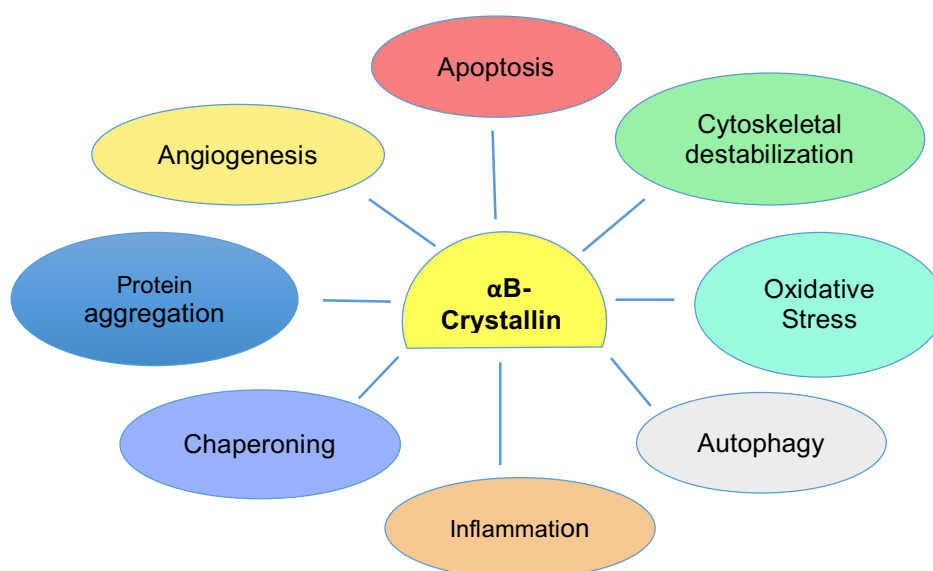 Apoptosis
Cytoskeletal
destabilization
Angiogenesis
Protein
aggregation
αB-
Crystallin
Oxidative
Stress
Chaperoning
Autophagy
Inflammation